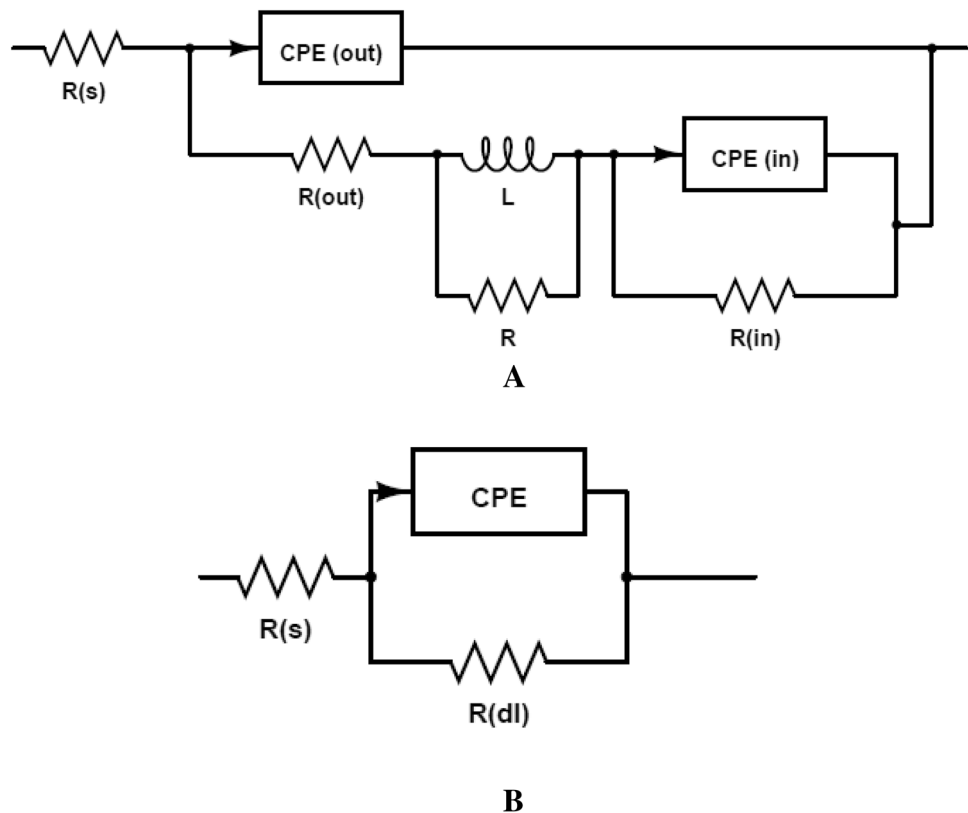 CPE (out)
R(s)
CPE (in)
R(out)
L
R
R(in)
A
CPE
R(s)
R(dl)
B